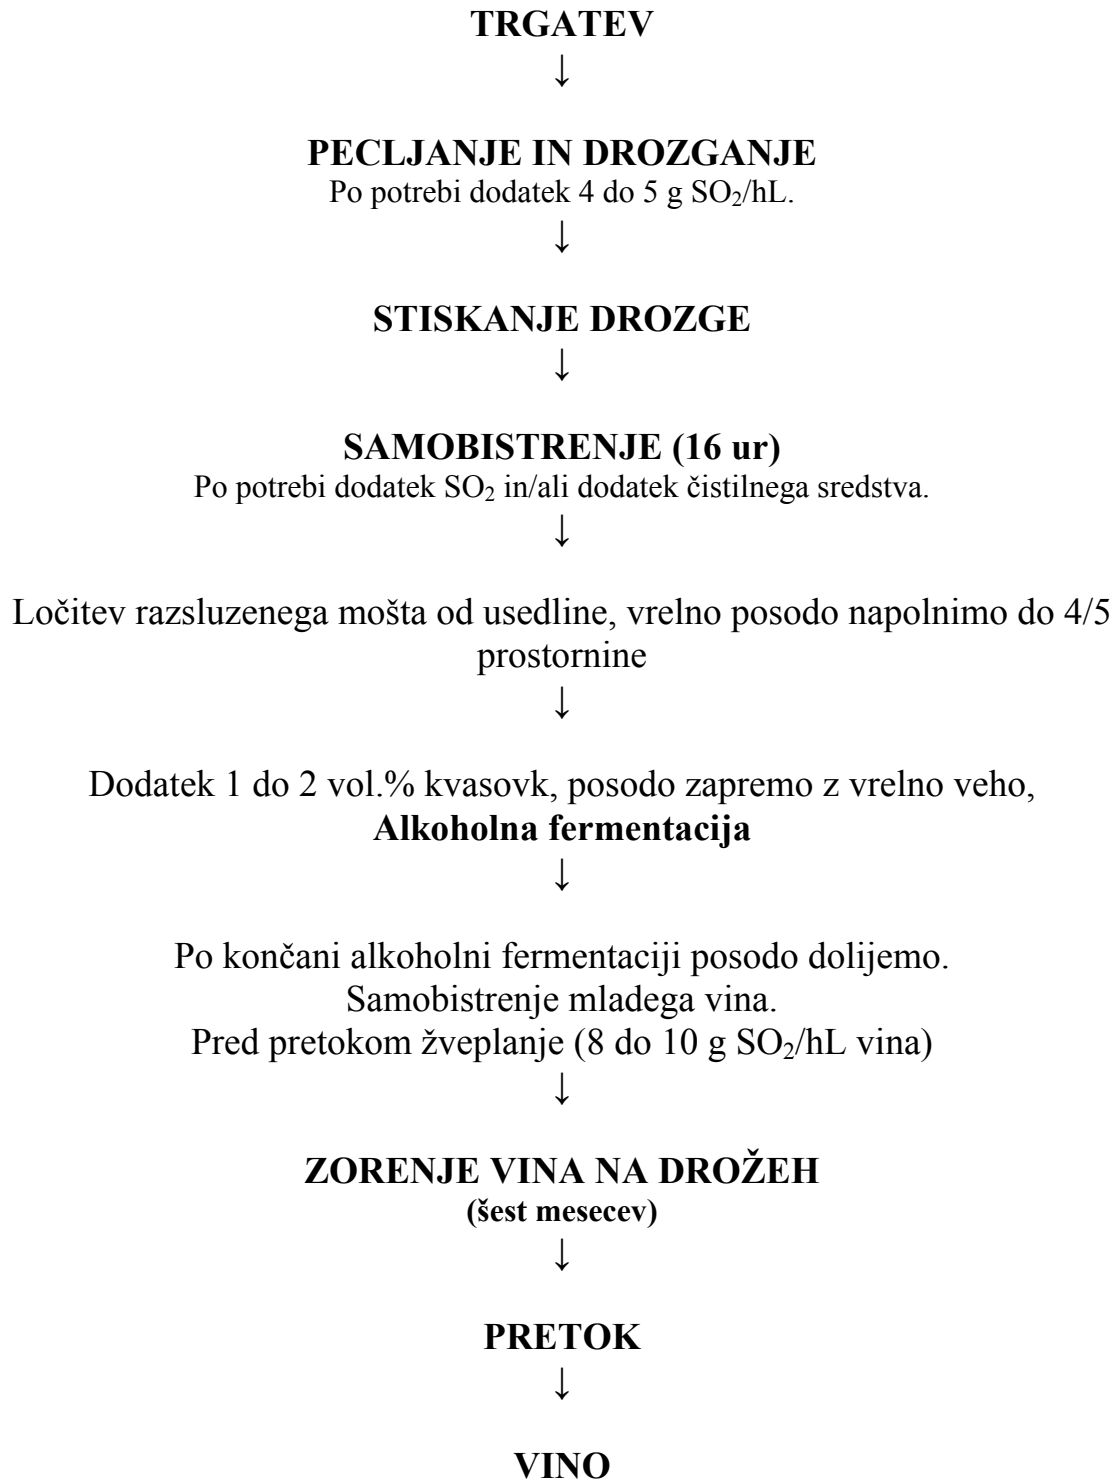 TRGATEV
↓
PECLJANJE IN DROZGANJE
Po potrebi dodatek 4 do 5 g SO₂/hL.
↓
STISKANJE DROZGE
↓
SAMOBISTRENJE (16 ur)
Po potrebi dodatek SO₂ in/ali dodatek čistilnega sredstva.
↓
Ločitev razsluzenega mošta od usedline, vrelno posodo napolnimo do 4/5
prostornine
↓
Dodatek 1 do 2 vol.% kvasovk, posodo zapremo z vrelno veho,
Alkoholna fermentacija
↓
Po končani alkoholni fermentaciji posodo dolijemo.
Samobistrenje mladega vina.
Pred pretokom žveplanje (8 do 10 g SO₂/hL vina)
↓
ZORENJE VINA NA DROŽEH
(šest mesecev)
↓
PRETOK
↓
VINO